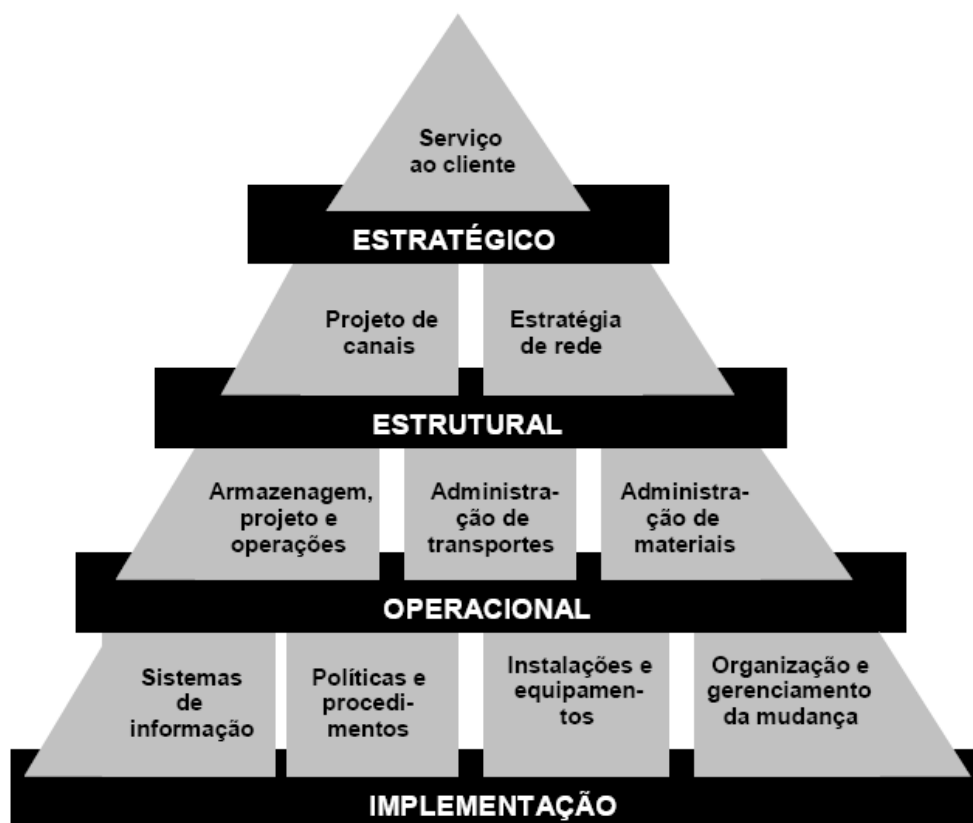 Serviço
ao cliente
ESTRATÉGICO
Projeto de
canais
Estratégia
de rede
ESTRUTURAL
Armazenagem,
projeto e
operações
Administra-
ção de
transportes
Administra-
ção de
materiais
OPERACIONAL
Sistemas
de
informação
Políticas e
procedi-
mentos
Instalações e
equipamen-
tos
Organização e
gerenciamento
da mudança
IMPLEMENTAÇÃO